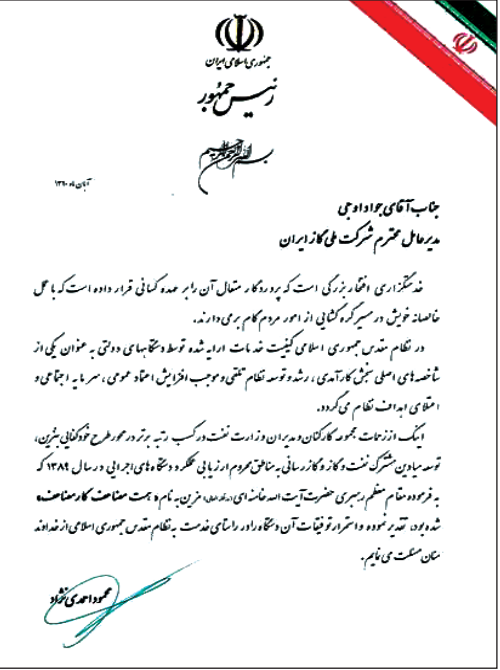 جمهوری اسلامی ایران
رئیس جمهور
بسم الله الرحمن الرحیم
آبان ماه ۱۳۹۰
جناب آقای جواد اوجی
مدیرعامل محترم شرکت ملی گاز ایران
خدمتگزاری افتخار بزرگی است که پروردگار متعال آن را بر عهده کسانی قرار داده است که با عمل
خالصانه خویش در مسیر گره گشایی از امور مردم گام برمی دارند.
در نظام مقدس جمهوری اسلامی کیفیت خدمات ارایه شده توسط دستگاههای دولتی به عنوان یکی از
شاخصه های اصلی سنجش کارآمدی، رشد و توسعه نظام تلقی و موجب افزایش اعتماد عمومی، سرمایه اجتماعی و
اعتلای اهداف نظام می گردد.
اینک از زحمات مجموعه کارکنان و مدیران وزارت نفت در کسب رتبه برتر در محور طرح خودکفایی بنزین،
توسعه میادین مشترک نفت و گاز و گازرسانی به مناطق محروم ارزیابی عملکرد دستگاه های اجرایی در سال ۱۳۸۹ که
به فرموده مقام معظم رهبری حضرت آیت الله خامنه ای (مدظله العالی) مزین به نام «همت مضاعف کار مضاعف»
شده بود، تقدیر نموده و استمرار توفیقات آن دستگاه را در راستای خدمت به نظام مقدس جمهوری اسلامی از خداوند
منان مسئلت می نمایم.
محمود احمدی نژاد